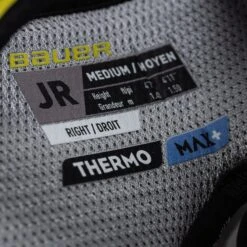 BAUER
JR
MEDIUM/MOYEN
Height
Grandeur m
RIGHT/DROIT
THERMO
MAX+